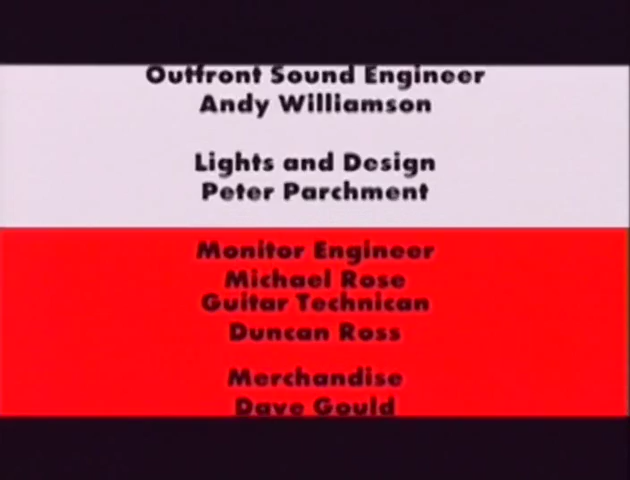 Outfront Sound Engineer
Andy Williamson
Lights and Design
Peter Parchment
Monitor Engineer
Michael Rose
Guitar Technican
Duncan Ross
Merchandise
Dave Gould